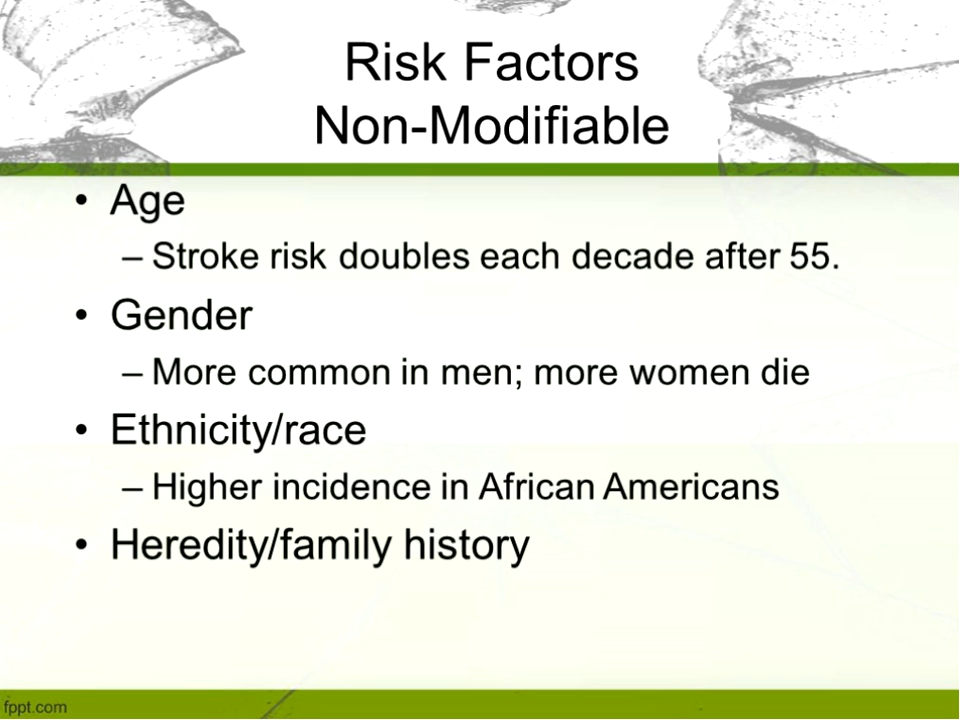 Risk Factors
Non-Modifiable
• Age
– Stroke risk doubles each decade after 55.
• Gender
– More common in men; more women die
• Ethnicity/race
– Higher incidence in African Americans
• Heredity/family history
fppt.com